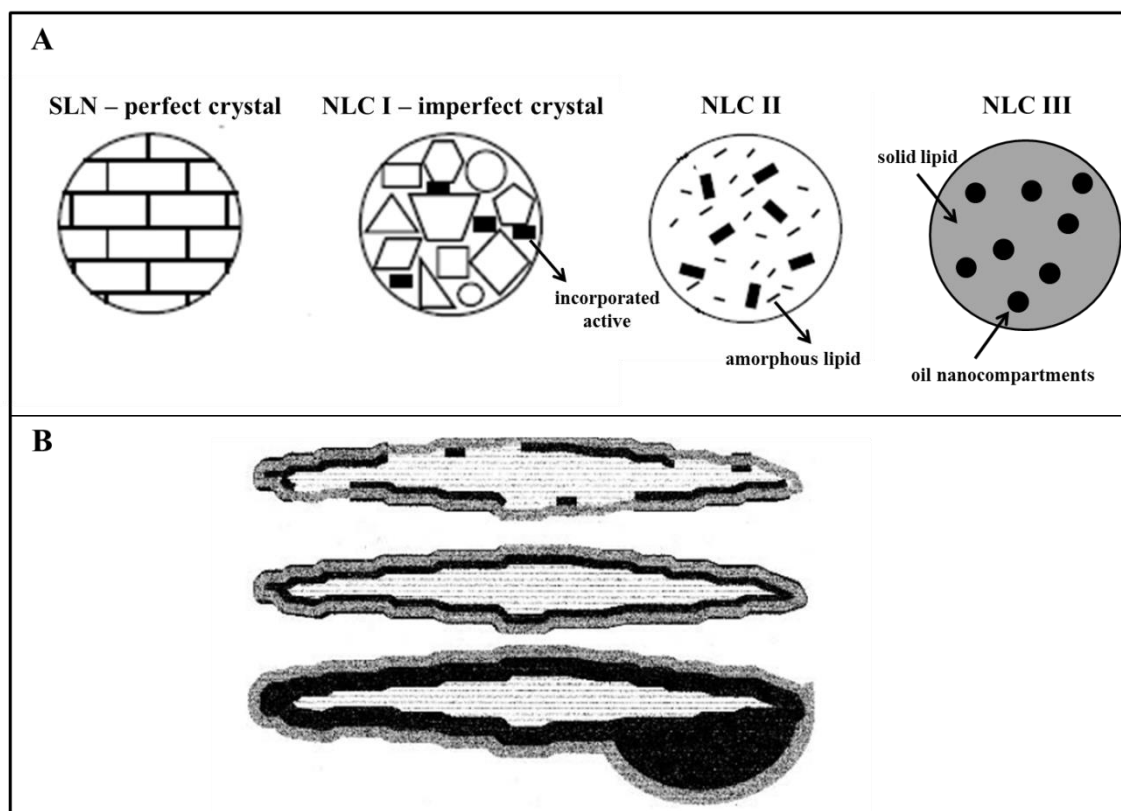 A
SLN – perfect crystal
NLC I – imperfect crystal
NLC II
NLC III
solid lipid
incorporated
active
amorphous lipid
oil nanocompartments
B